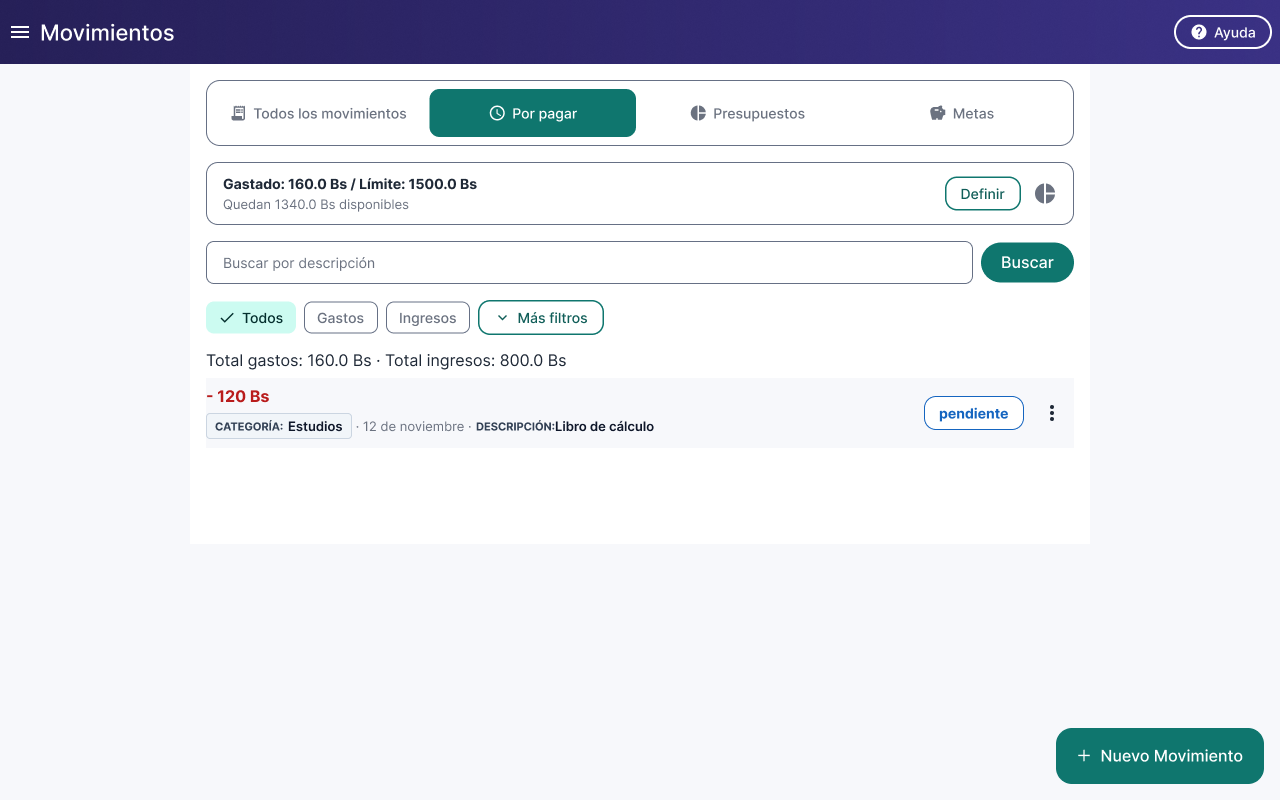 Movimientos
Ayuda
Todos los movimientos
Por pagar
Presupuestos
Metas
Gastado: 160.0 Bs / Límite: 1500.0 Bs
Quedan 1340.0 Bs disponibles
Definir
Buscar por descripción
Buscar
Todos
Gastos
Ingresos
Más filtros
Total gastos: 160.0 Bs · Total ingresos: 800.0 Bs
- 120 Bs
CATEGORÍA: Estudios · 12 de noviembre · DESCRIPCIÓN:Libro de cálculo
pendiente
+ Nuevo Movimiento